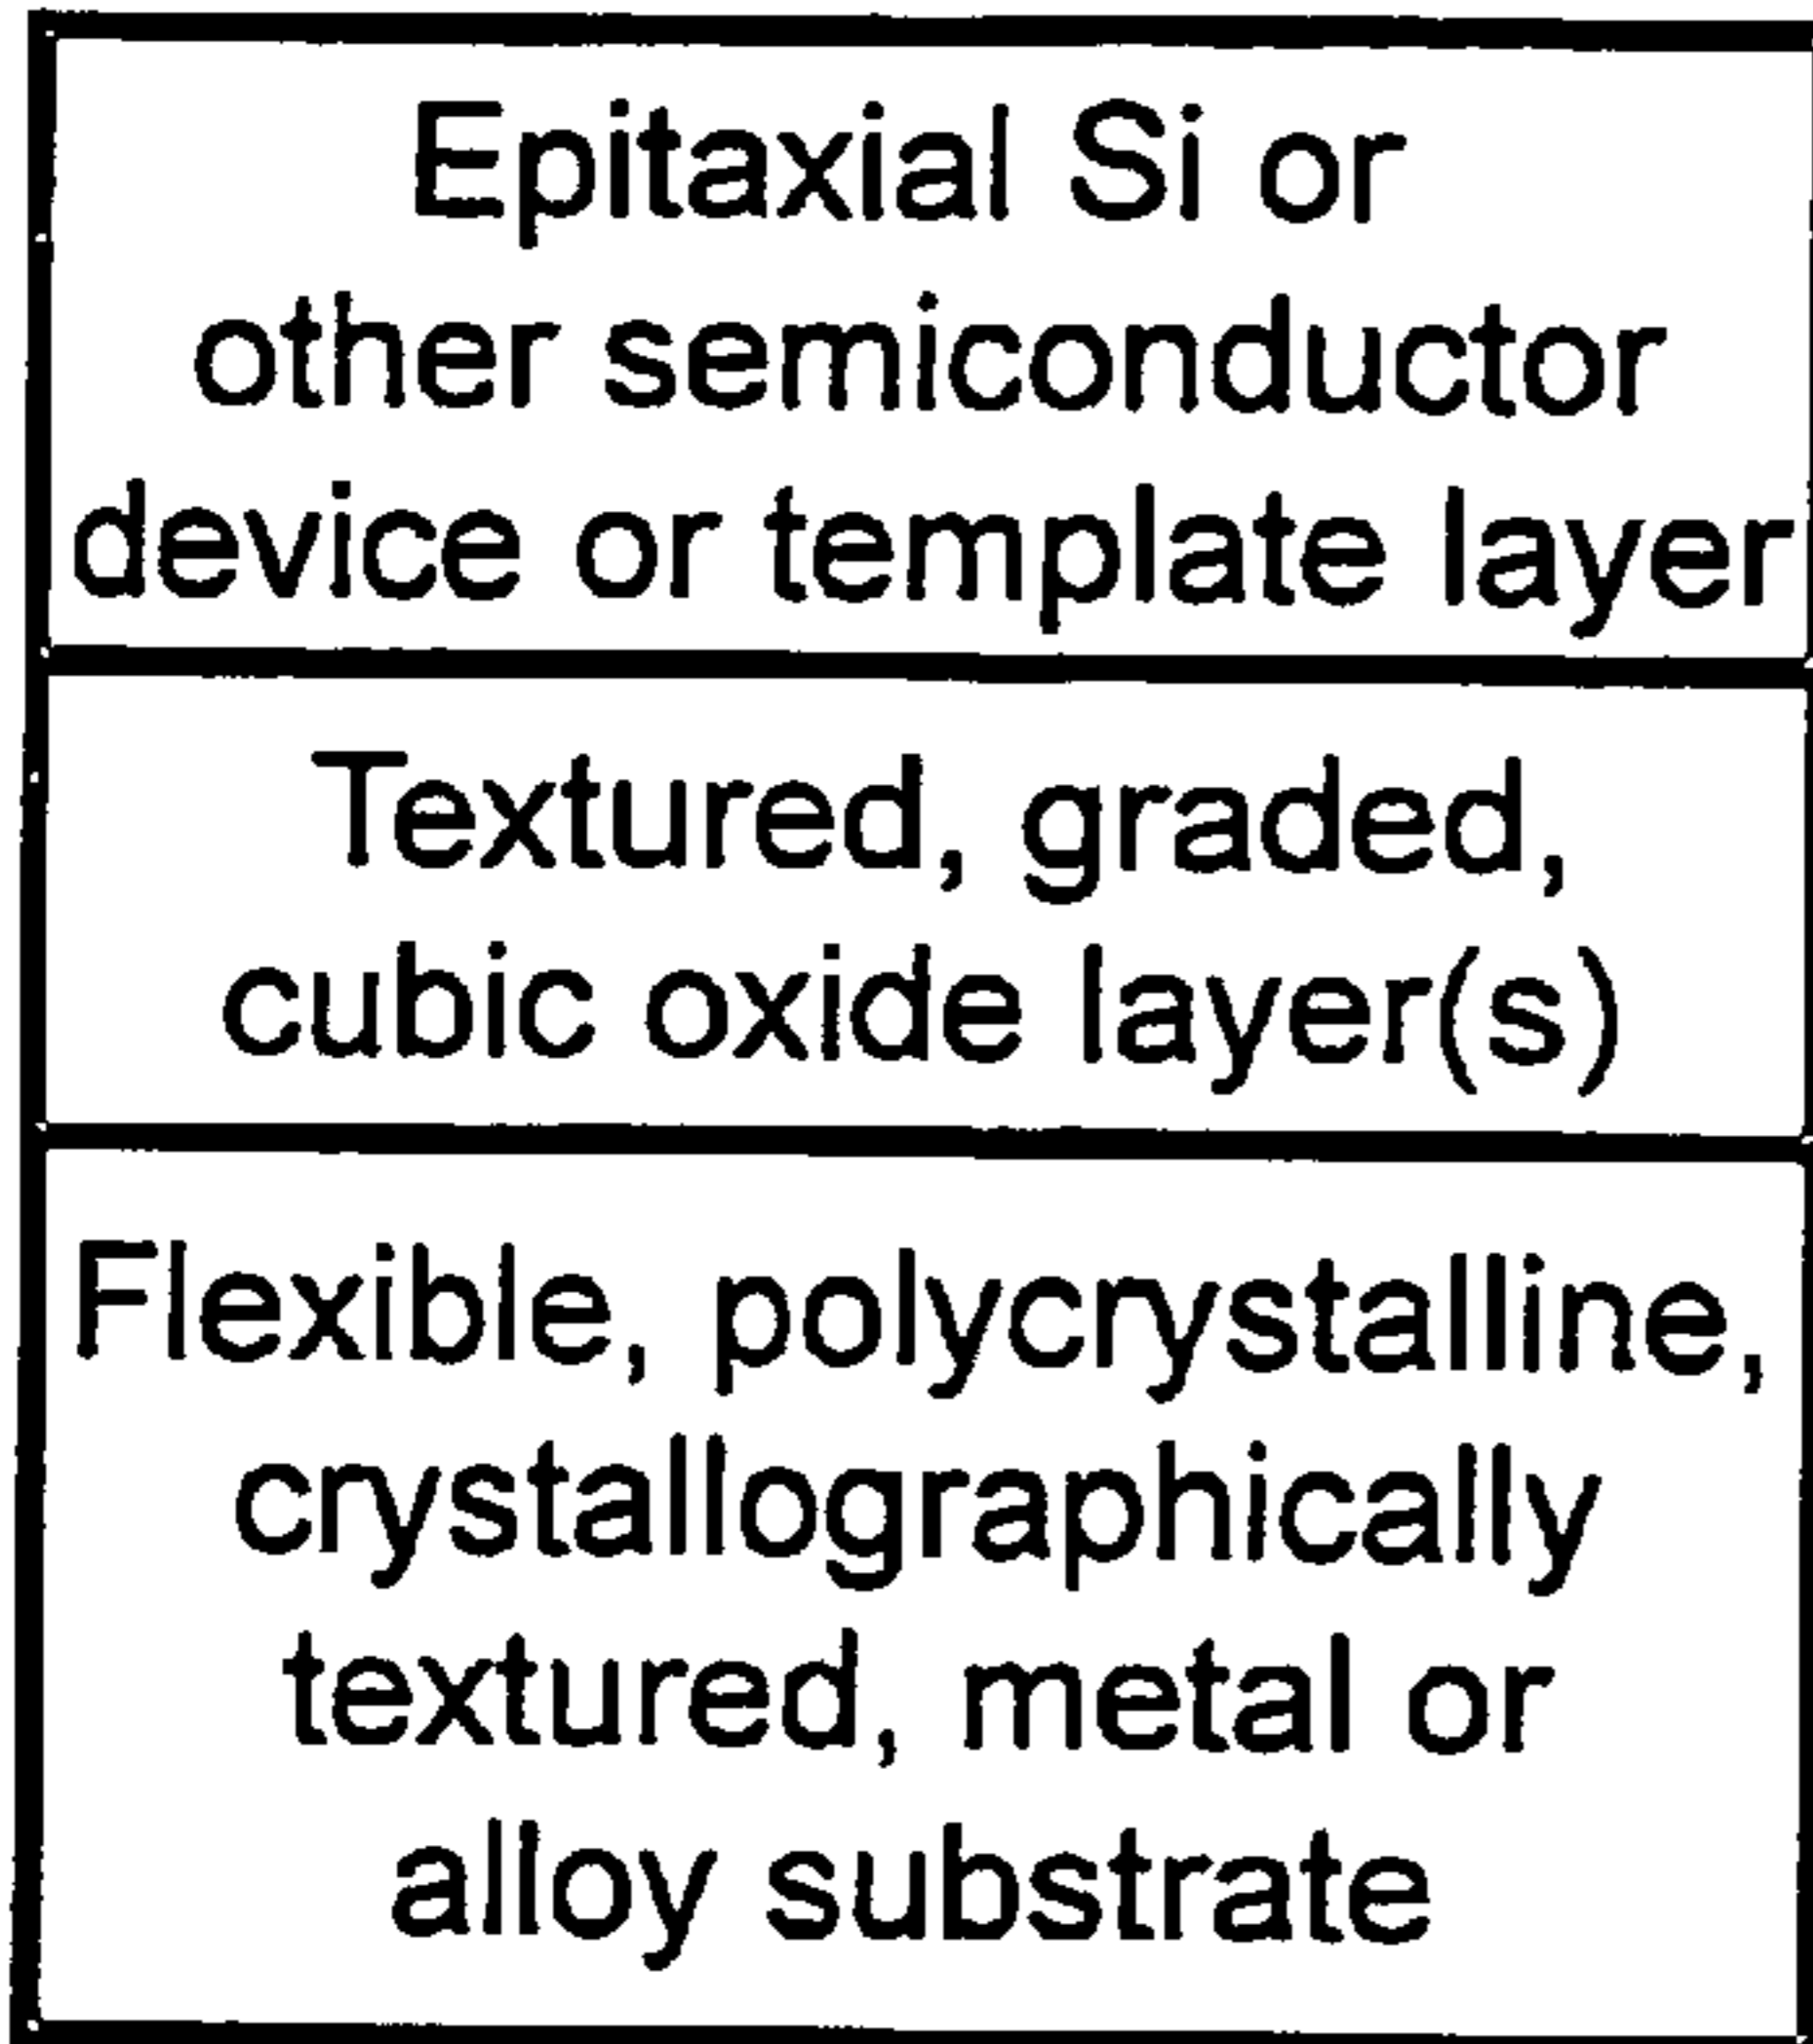 Epitaxial Si or
other semiconductor
device or template layer
Textured, graded,
cubic oxide layer(s)
Flexible, polycrystalline,
crystallographically
textured, metal or
alloy substrate